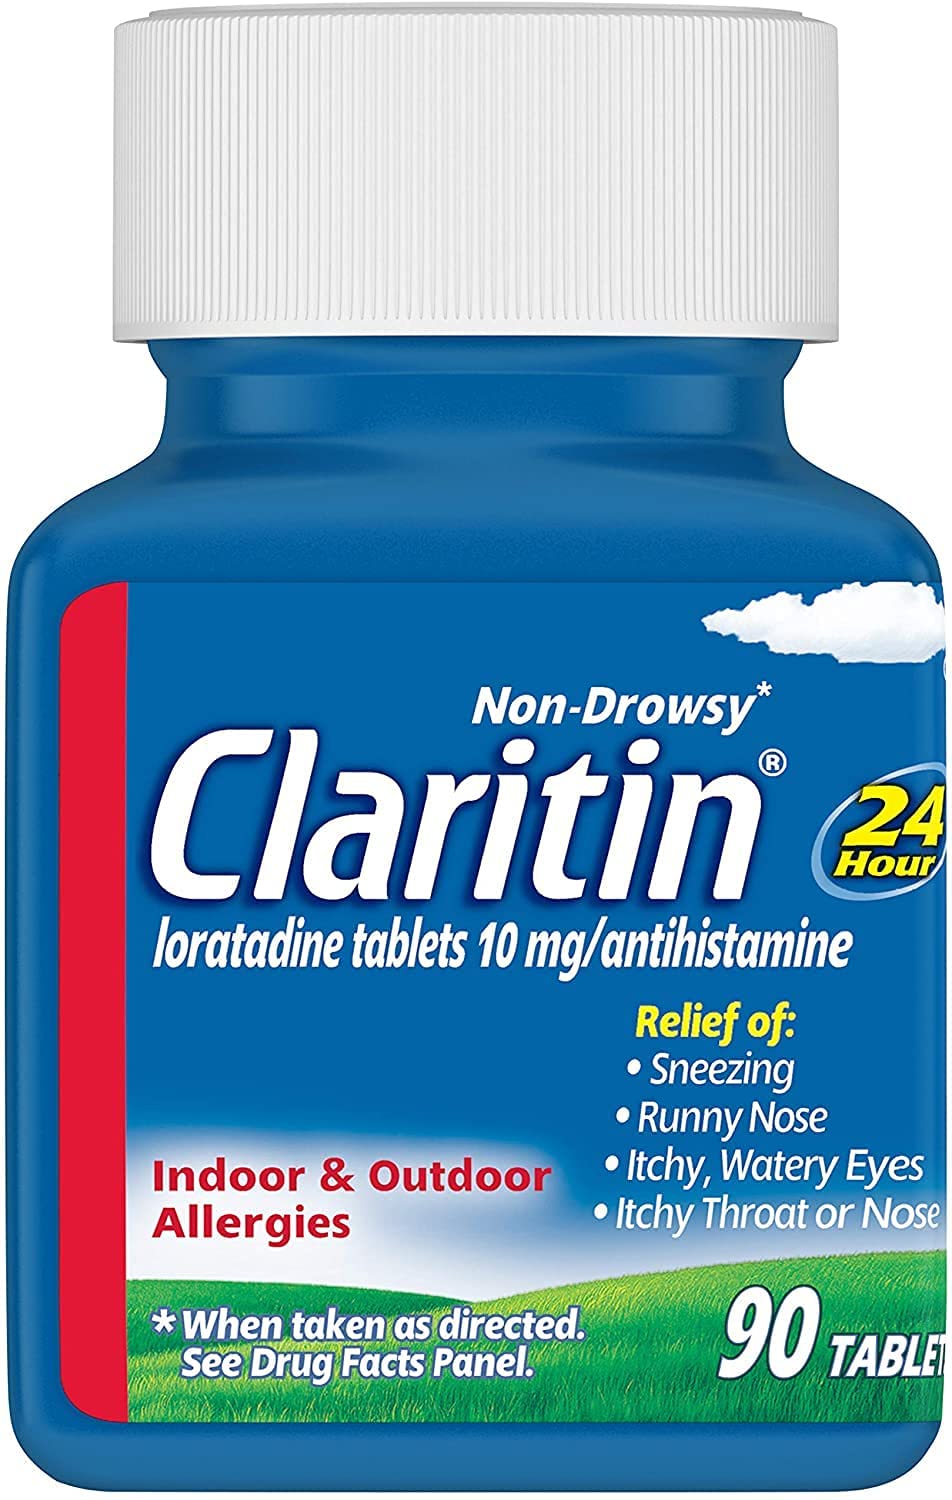 Non-Drowsy*
Claritin®
24
Hour
loratadine tablets 10 mg/antihistamine
Relief of:
• Sneezing
• Runny Nose
• Itchy, Watery Eyes
• Itchy Throat or Nose
Indoor & Outdoor
Allergies
*When taken as directed.
See Drug Facts Panel.
90 TABLET